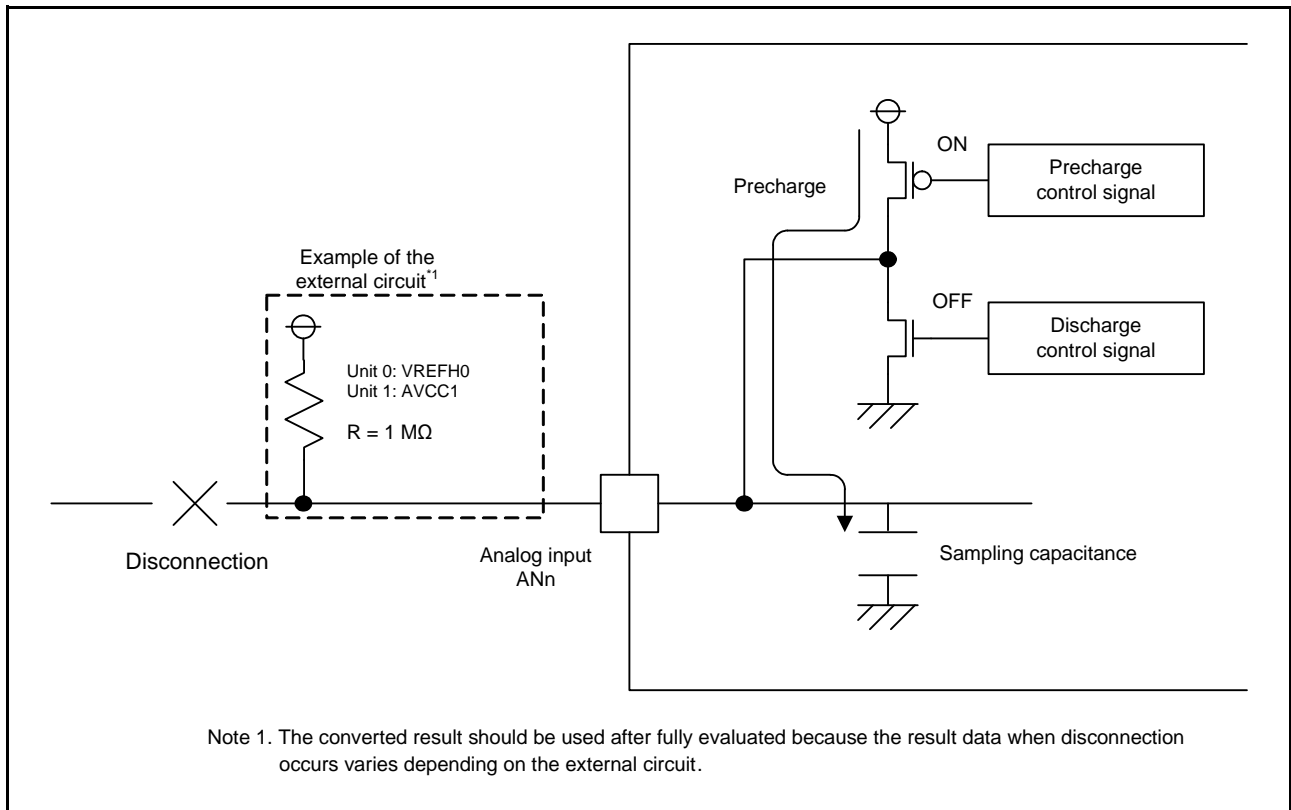 ON
Precharge
control signal
Precharge
Example of the
external circuit*1
OFF
Discharge
control signal
Unit 0: VREFH0
Unit 1: AVCC1
R = 1 MΩ
Disconnection
Analog input
ANn
Sampling capacitance
Note 1. The converted result should be used after fully evaluated because the result data when disconnection
occurs varies depending on the external circuit.